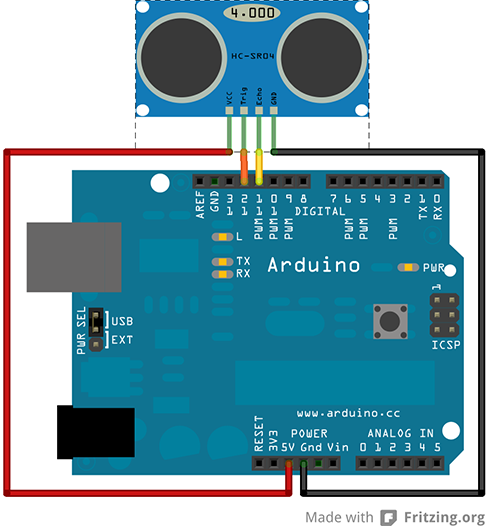 4.000
HC-SR04
VCC
Trig
Echo
GND
AREF
GND
13
12
11
10
9
8
7
6
5
4
3
2
1
0
DIGITAL
PWM
PWM
PWM
PWM
PWM
PWM
TX
RX
L
TX
RX
Arduino
PWR
1
PWR SEL
USB
EXT
ICSP
www.arduino.cc
RESET
3V3
POWER
5V Gnd Vin
ANALOG IN
0 1 2 3 4 5
Made with Fritzing.org